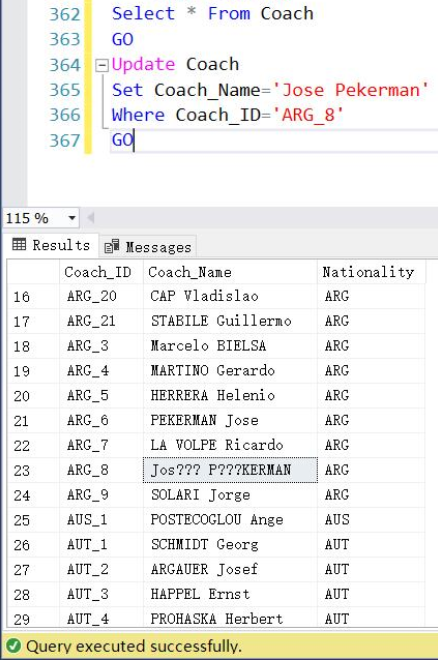 362 Select * From Coach
363 GO
364 Update Coach
365 Set Coach_Name='Jose Pekerman'
366 Where Coach_ID='ARG_8'
367 GO
115 %
Results Messages
Coach_ID Coach_Name Nationality
16 ARG_20 CAP Vladislao ARG
17 ARG_21 STABILE Guillermo ARG
18 ARG_3 Marcelo BIELSA ARG
19 ARG_4 MARTINO Gerardo ARG
20 ARG_5 HERRERA Helenio ARG
21 ARG_6 PEKERMAN Jose ARG
22 ARG_7 LA VOLPE Ricardo ARG
23 ARG_8 Jos??? P???KERMAN ARG
24 ARG_9 SOLARI Jorge ARG
25 AUS_1 POSTECOGLOU Ange AUS
26 AUT_1 SCHMIDT Georg AUT
27 AUT_2 ARGAUER Josef AUT
28 AUT_3 HAPPEL Ernst AUT
29 AUT_4 PROHASKA Herbert AUT
Query executed successfully.